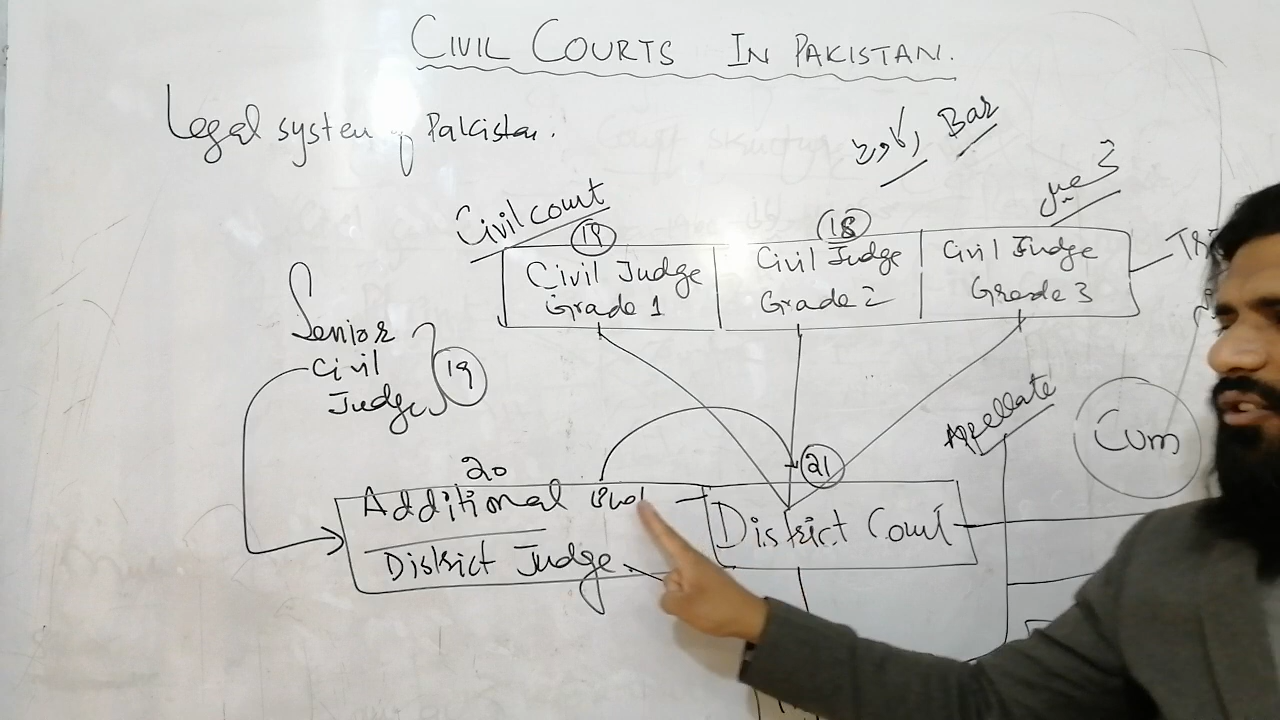 CIVIL COURTS IN PAKISTAN.
Legal system of Pakistan.
Bar
Civil court
19
Civil Judge
Grade 1
18
Civil Judge
Grade 2
Civil Judge
Grade 3
Senior
Civil
Judge
19
Appellate
Cum
20
Additional
District Judge
21
District Court